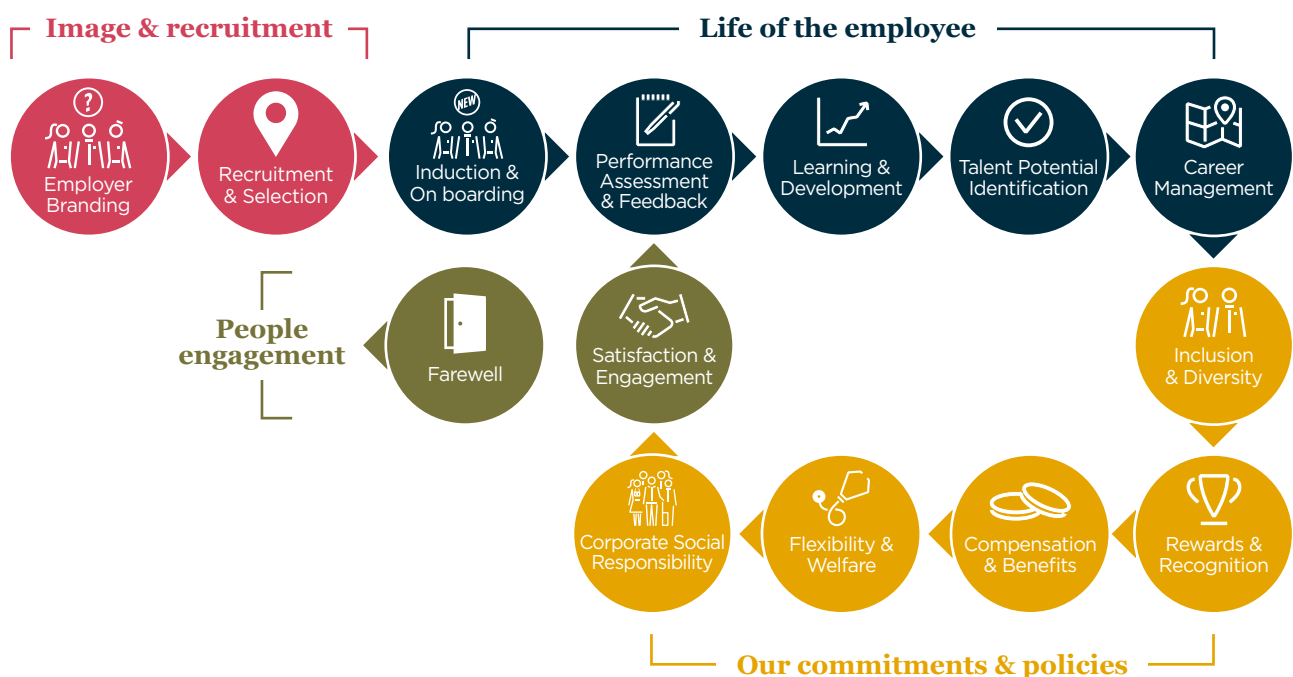 Image & recruitment
Life of the employee
?
Employer
Branding
Recruitment
& Selection
NEW
Induction &
On boarding
Performance
Assessment
& Feedback
Learning &
Development
Talent Potential
Identification
Career
Management
People
engagement
Farewell
Satisfaction &
Engagement
Inclusion
& Diversity
Corporate Social
Responsibility
Flexibility &
Welfare
Compensation
& Benefits
Rewards &
Recognition
Our commitments & policies